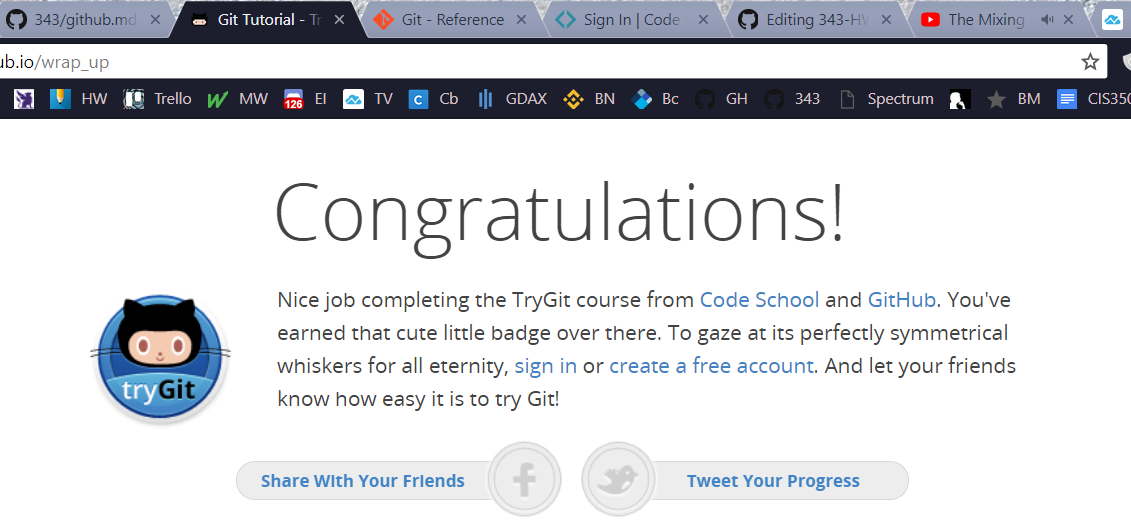 343/github.md Git Tutorial - Tr Git - Reference Sign In | Code Editing 343-HW The Mixing
ub.io/wrap_up
HW Trello MW 126 EI TV C Cb GDAX BN Bc GH 343 Spectrum BM CIS350
Congratulations!
Nice job completing the TryGit course from Code School and GitHub. You've
earned that cute little badge over there. To gaze at its perfectly symmetrical
whiskers for all eternity, sign in or create a free account. And let your friends
know how easy it is to try Git!
tryGit
Share With Your Friends f Tweet Your Progress